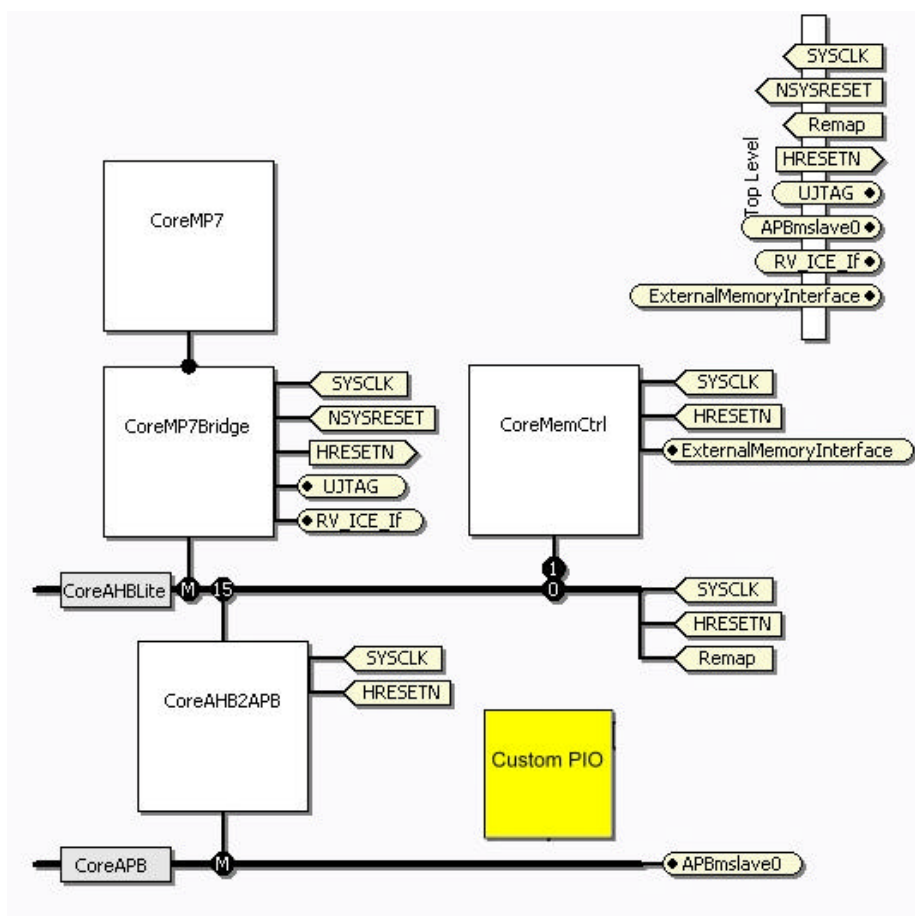 SYSCLK
NSYSRESET
Remap
HRESETN
UJTAG
APBmslave0
RV_ICE_If
ExternalMemoryInterface
Top Level
CoreMP7
CoreMP7Bridge
SYSCLK
NSYSRESET
HRESETN
UJTAG
RV_ICE_If
CoreMemCtrl
SYSCLK
HRESETN
ExternalMemoryInterface
CoreAHBLite
M
15
1
0
SYSCLK
HRESETN
Remap
CoreAHB2APB
SYSCLK
HRESETN
Custom PIO
CoreAPB
M
APBmslave0